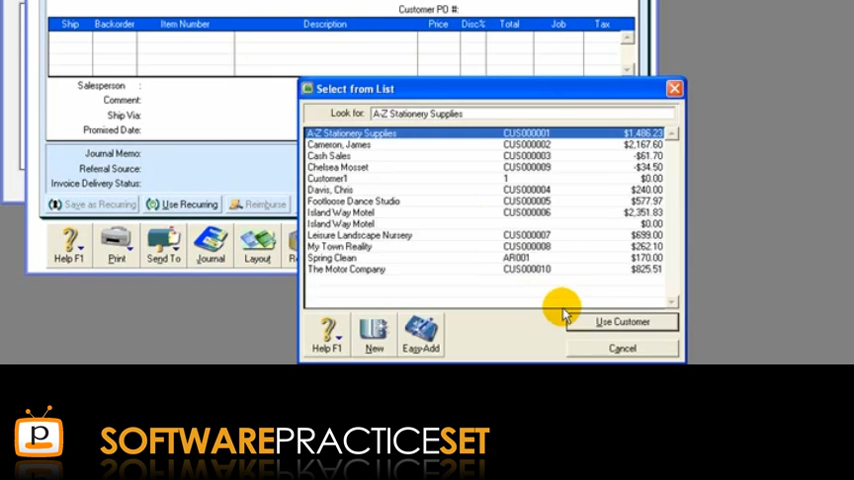 Customer PO #:
Ship Backorder Item Number Description Price Disc% Total Job Tax
Salesperson :
Comment:
Ship Via:
Promised Date:
Journal Memo:
Referral Source:
Invoice Delivery Status:
Save as Recurring Use Recurring Reimburse
Help F1 Print Send To Journal Layout
Select from List
Look for: A-Z Stationery Supplies
A-Z Stationery Supplies CUS000001 $1,486.23
Cameron, James CUS000002 $2,167.60
Cash Sales CUS000003 -$61.70
Chelsea Mosset CUS000009 -$34.50
Customer1 1 $0.00
Davis, Chris CUS000004 $240.00
Footloose Dance Studio CUS000005 $577.97
Island Way Motel CUS000006 $2,351.83
Island Way Motel $0.00
Leisure Landscape Nursery CUS000007 $699.00
My Town Reality CUS000008 $262.10
Spring Clean AR001 $170.00
The Motor Company CUS000010 $825.51
Help F1 New Easy-Add
Use Customer
Cancel
p SOFTWAREPRACTICESET